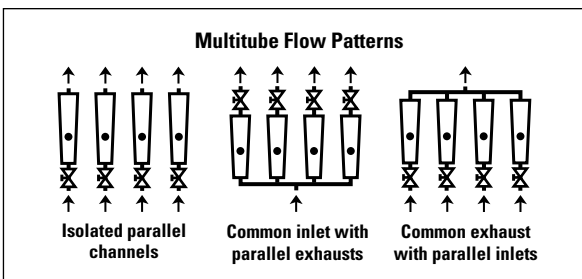 Multitube Flow Patterns
Isolated parallel
channels
Common inlet with
parallel exhausts
Common exhaust
with parallel inlets